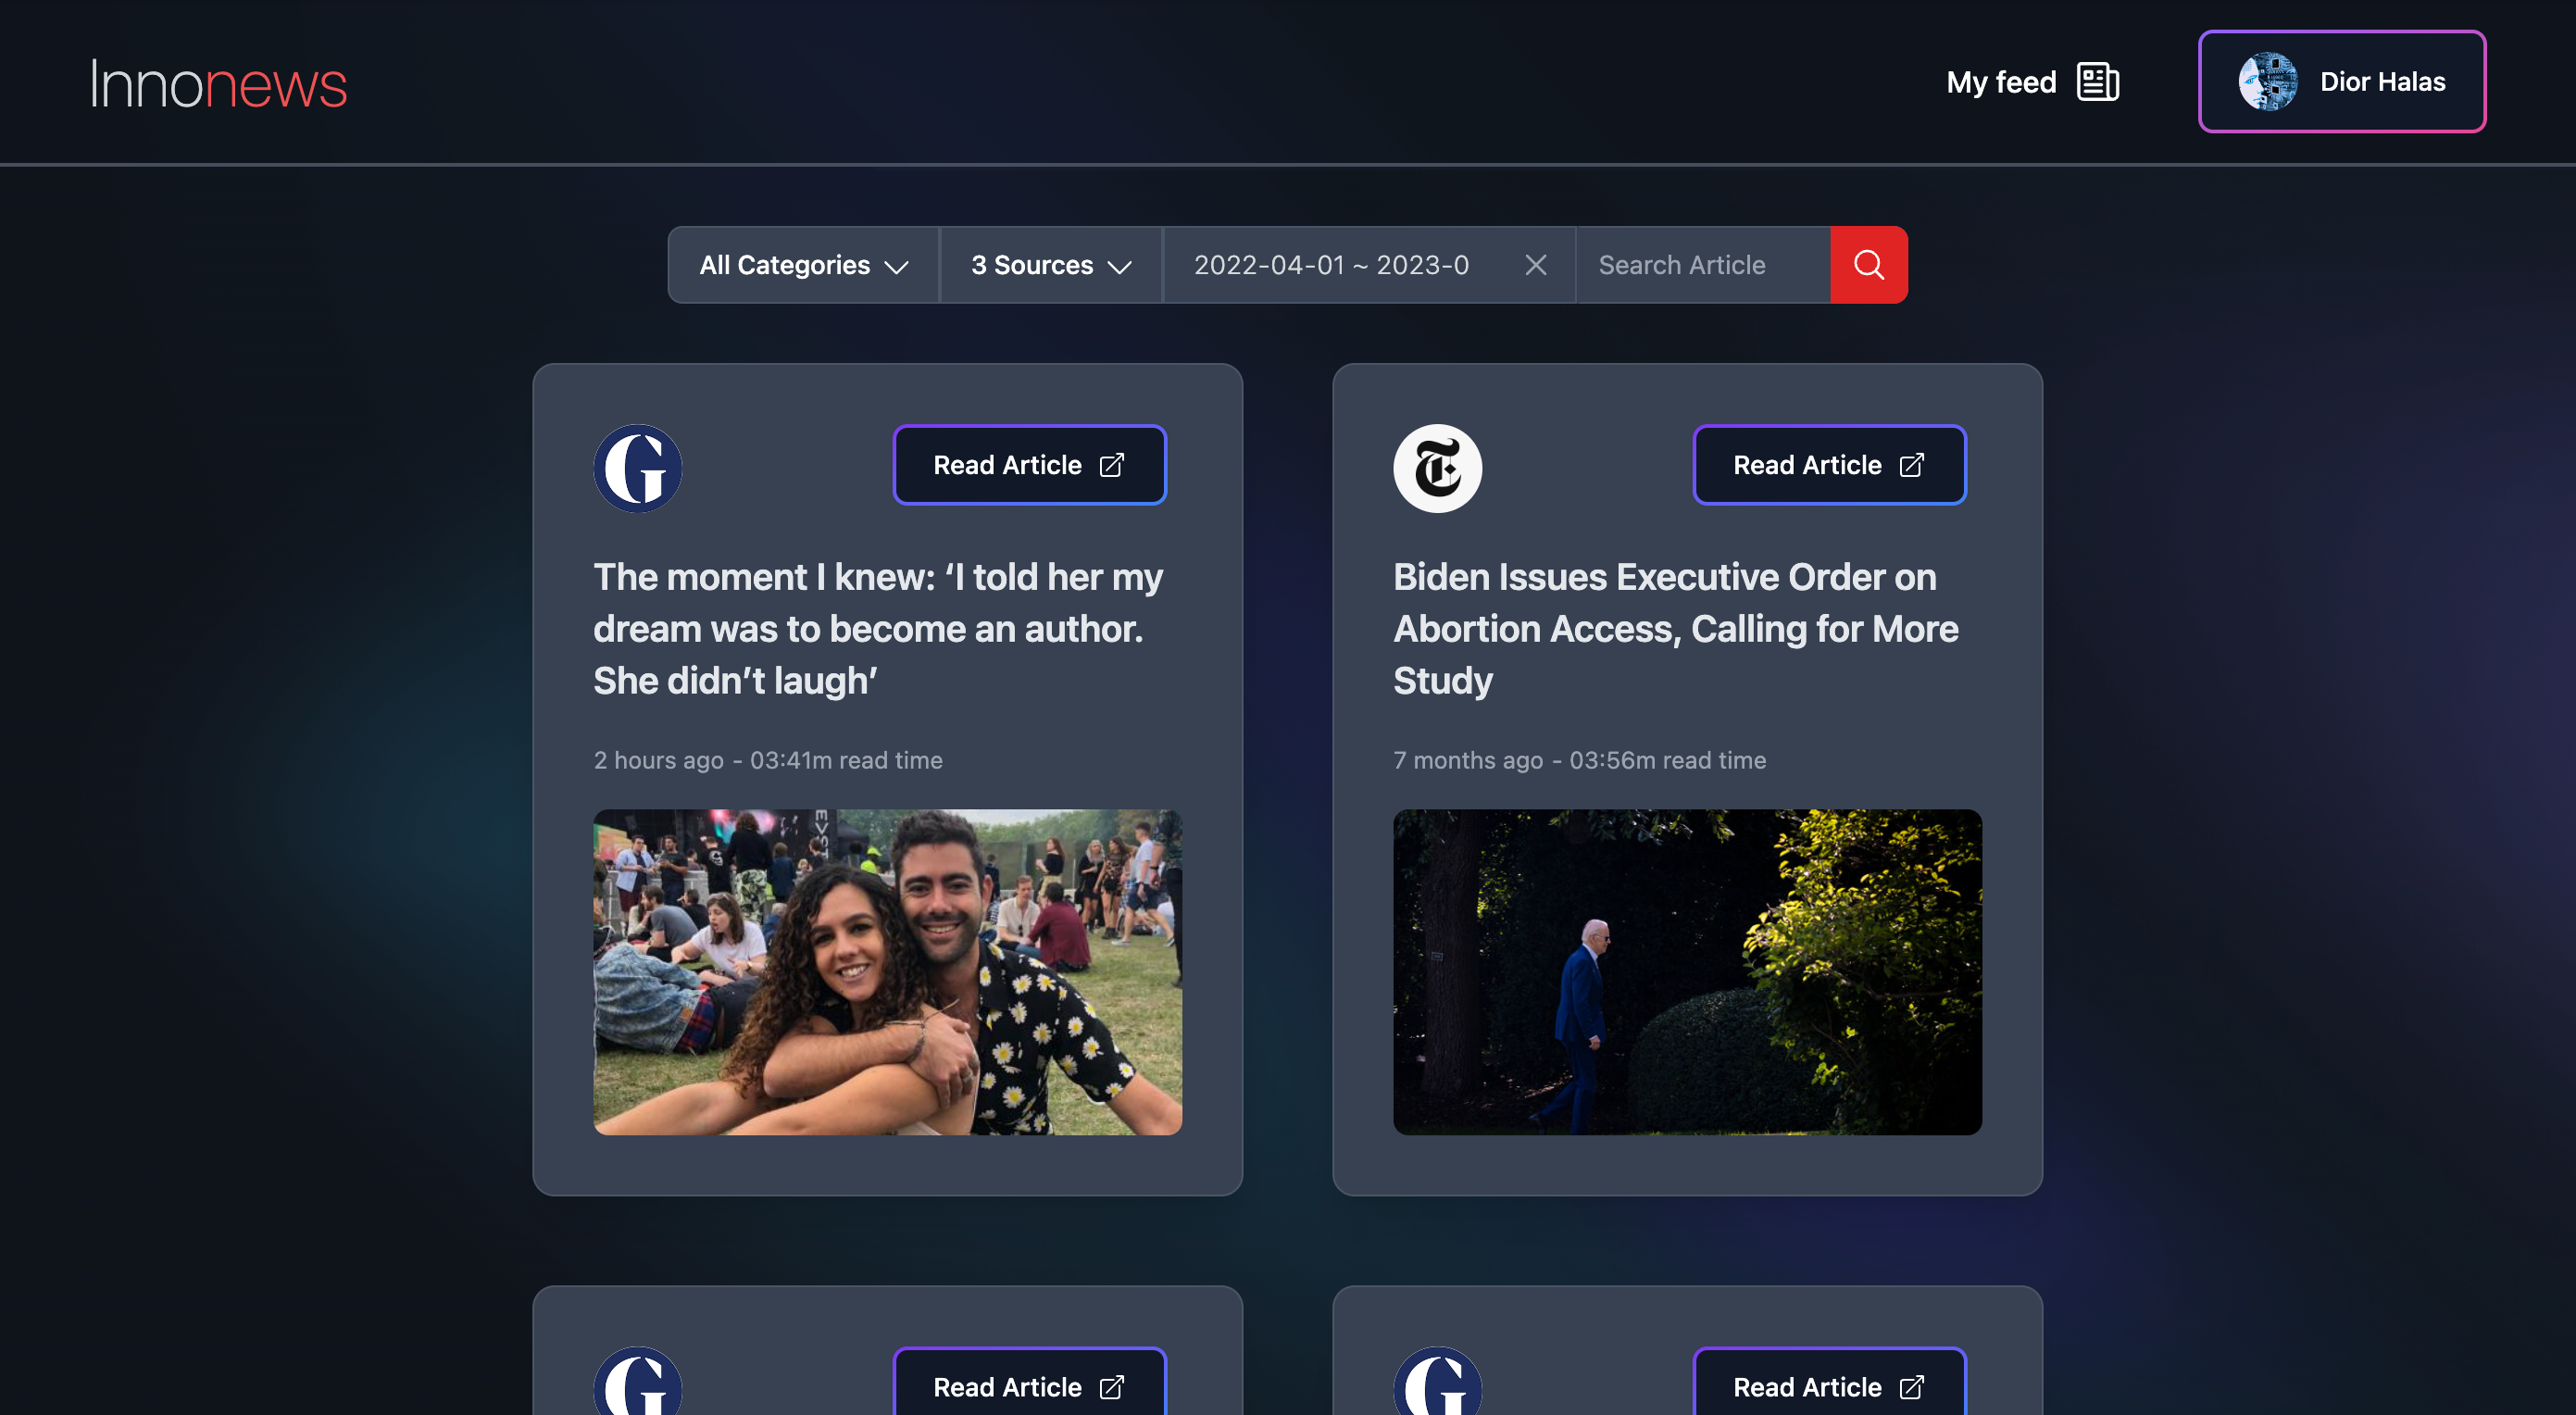 Innonews
My feed
Dior Halas
All Categories
3 Sources
2022-04-01 ~ 2023-0
Search Article
G
Read Article
The moment I knew: ‘I told her my
dream was to become an author.
She didn’t laugh’
2 hours ago - 03:41m read time
T
Read Article
Biden Issues Executive Order on
Abortion Access, Calling for More
Study
7 months ago - 03:56m read time
G
Read Article
G
Read Article